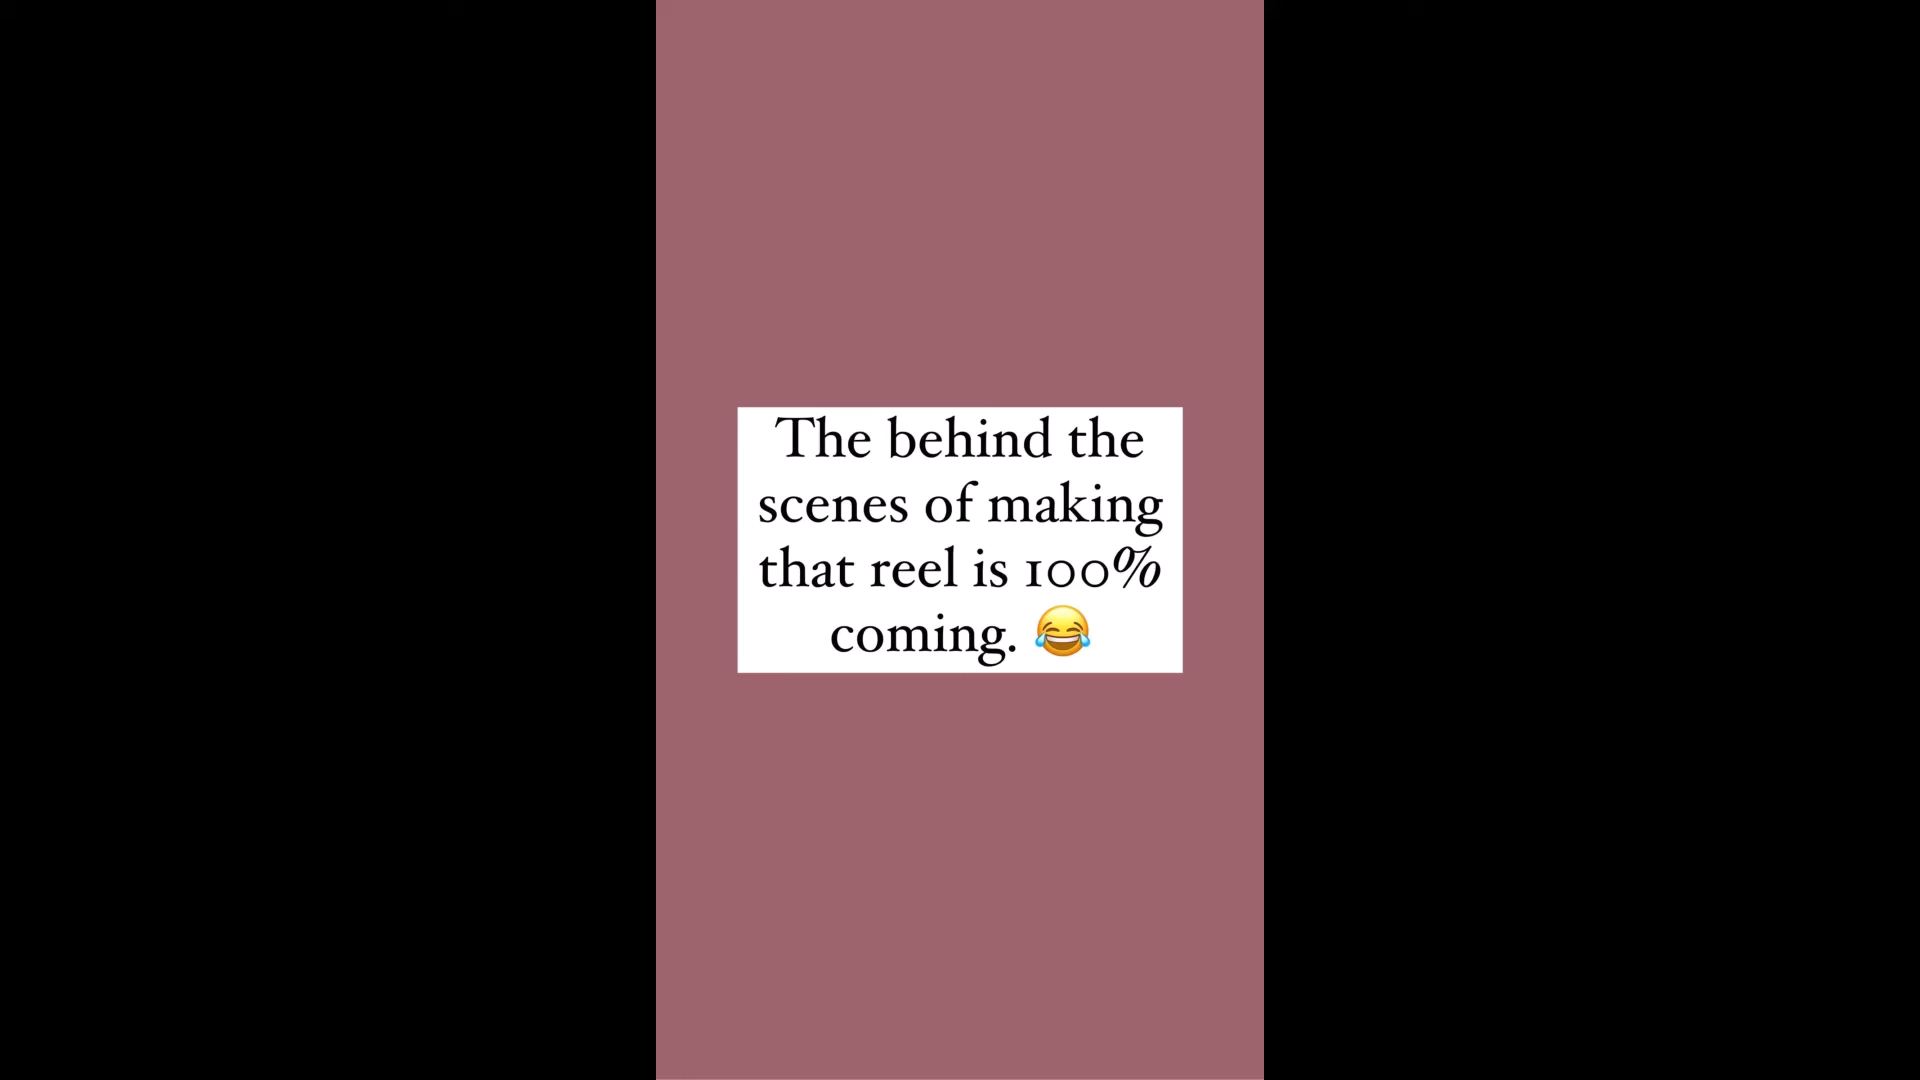 The behind the
scenes of making
that reel is 100%
coming. 😂